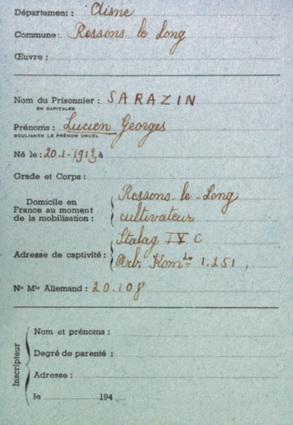 Département : Aisne
Commune : Ressons le Long
Œuvre :
Nom du Prisonnier : SARAZIN
EN CAPITALES
Prénoms : Lucien Georges
SOULIGNER LE PRÉNOM USUEL
Né le : 20-1-1913 à
Grade et Corps :
Domicile en France au moment de la mobilisation : Ressons-le-Long
cultivateur
Adresse de captivité : Stalag IV C
Arb. Komdo 1.251
No Mle Allemand : 20.108
Inscripteur
Nom et prénoms :
Degré de parenté :
Adresse :
le 194